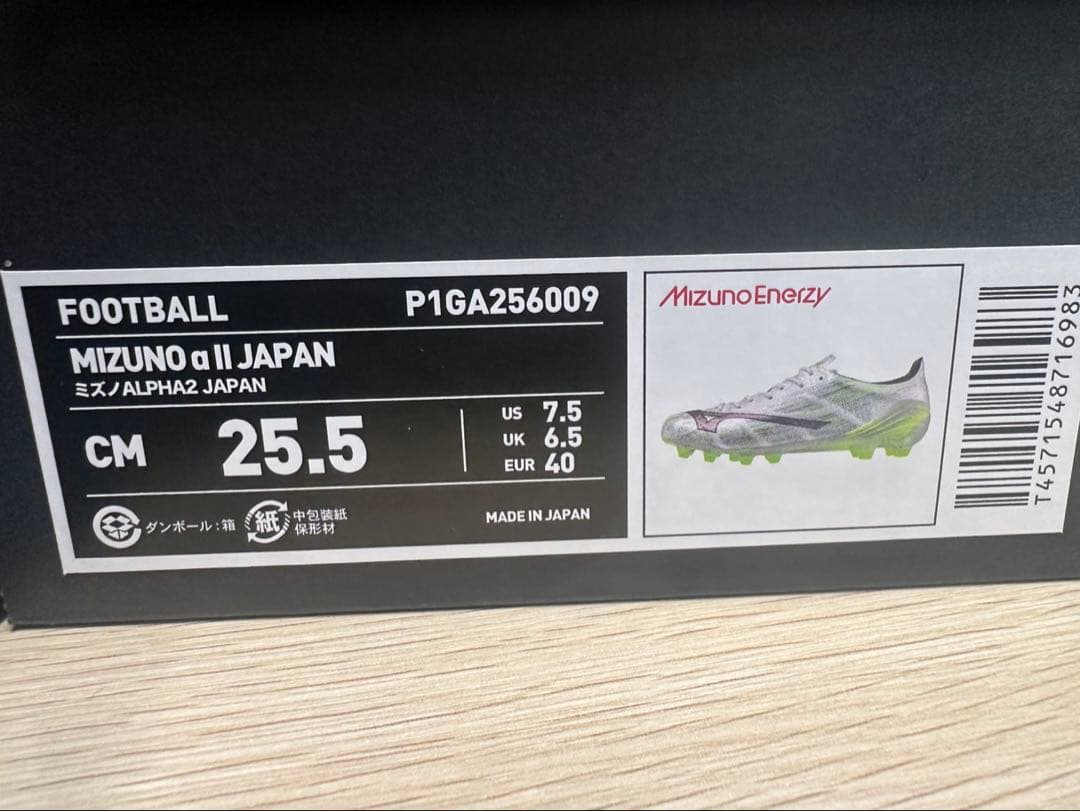 FOOTBALL P1GA256009
MIZUNO α II JAPAN
ミズノALPHA2 JAPAN
CM 25.5
US 7.5
UK 6.5
EUR 40
ダンボール:箱
紙 中包装紙
保形材
MADE IN JAPAN
MIZUNO ENERZY
T4571548716983